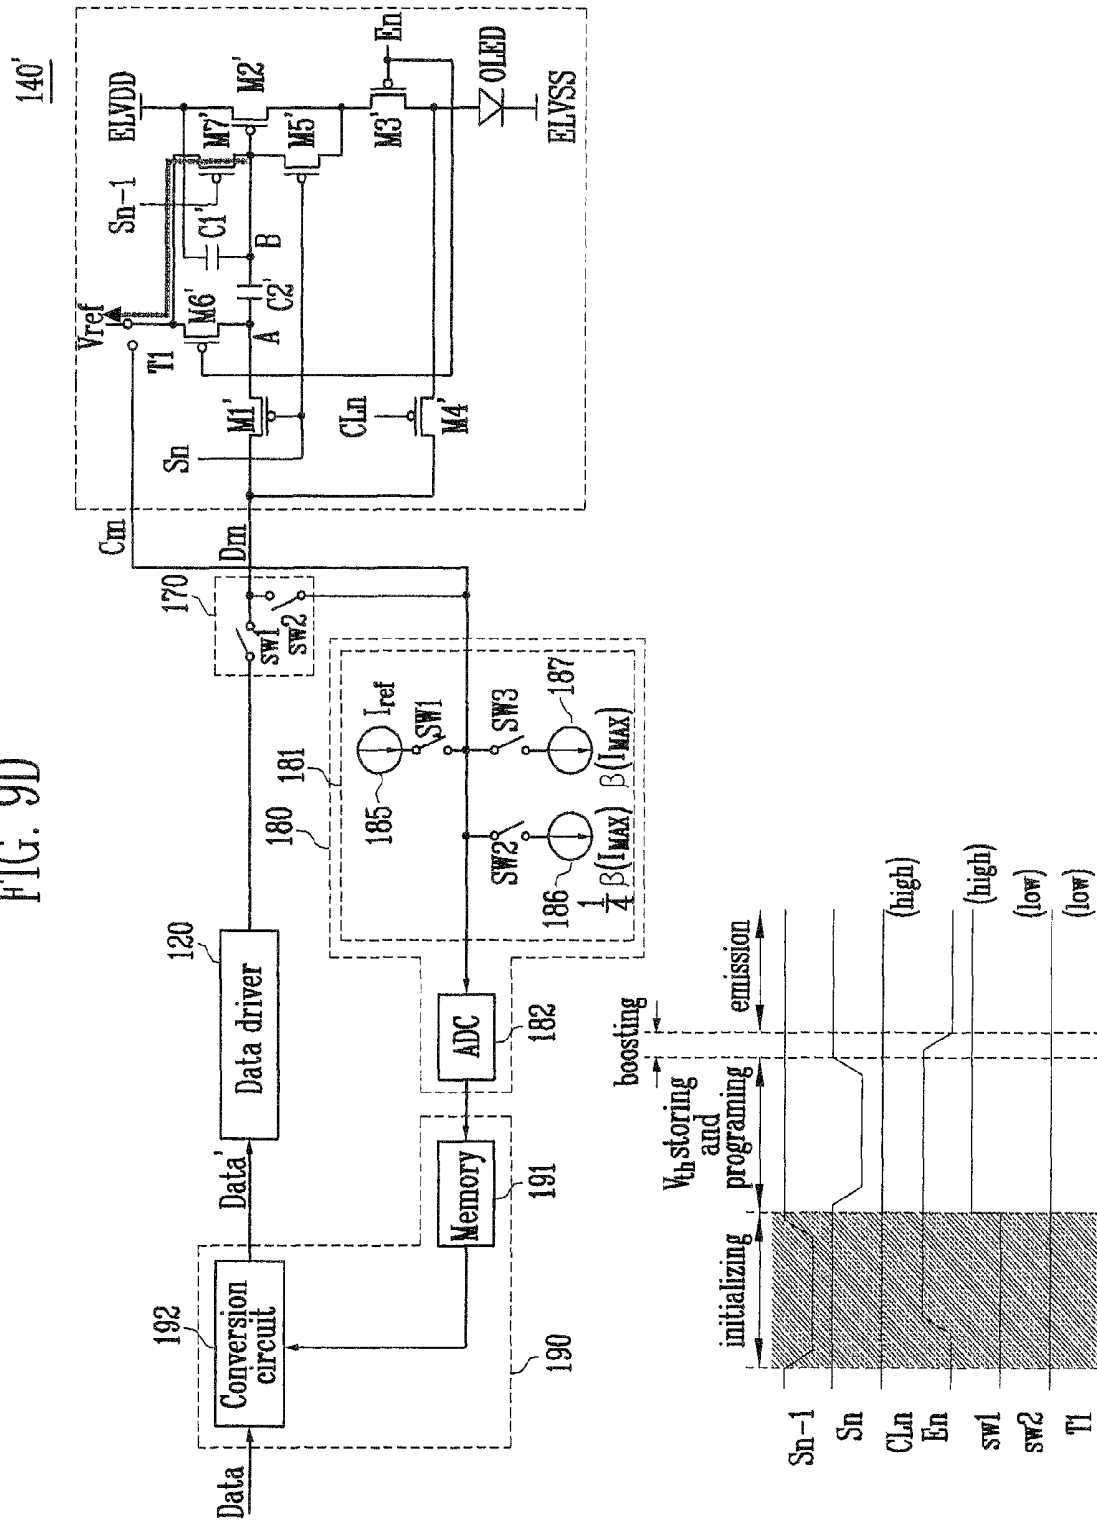 FIG. 9D
140'
ELVDD
M2'
M7'
Sn-1
C1'
M5'
B
Vref
M6'
C2'
A
T1
M3'
En
OLED
ELVSS
M1'
Sn
CLn
M4'
Cm
Dm
170
sw1
sw2
180
181
Iref
185
SW1
SW3
187
β(IMAX)
SW2
186
1/4 β(IMAX)
120
Data driver
ADC
182
Data'
Memory
191
192
Conversion
circuit
190
Data
initializing
Vth storing
and
programing
boosting
emission
Sn-1
Sn
CLn (high)
En
sw1 (high)
sw2 (low)
T1 (low)